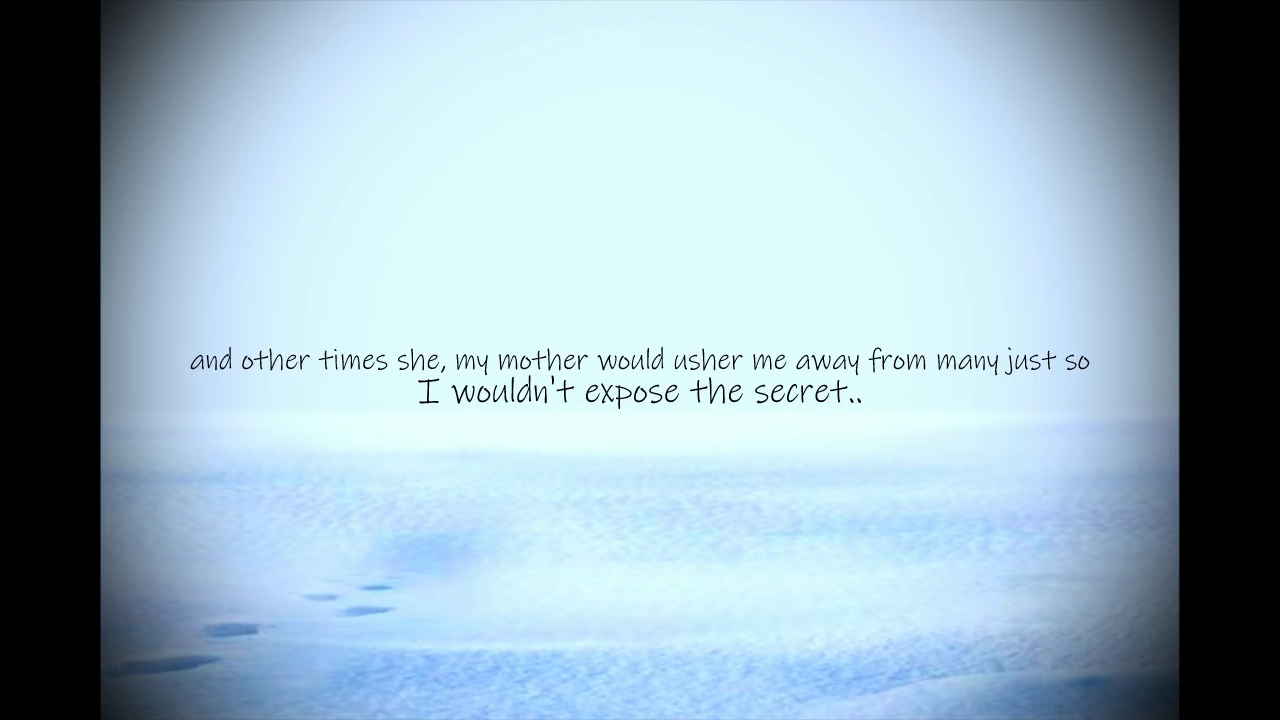 and other times she, my mother would usher me away from many just so
I wouldn't expose the secret..